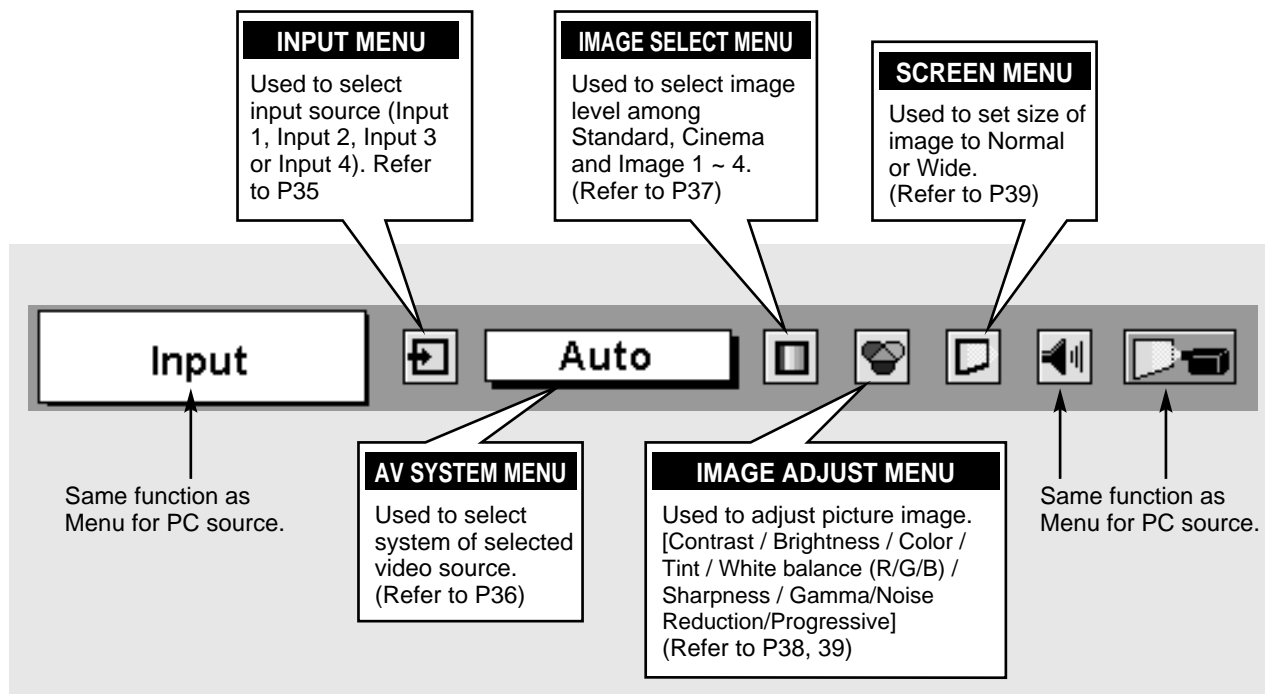 INPUT MENU
Used to select
input source (Input
1, Input 2, Input 3
or Input 4). Refer
to P35
IMAGE SELECT MENU
Used to select image
level among
Standard, Cinema
and Image 1 ~ 4.
(Refer to P37)
SCREEN MENU
Used to set size of
image to Normal
or Wide.
(Refer to P39)
Input
Auto
Same function as
Menu for PC source.
AV SYSTEM MENU
Used to select
system of selected
video source.
(Refer to P36)
IMAGE ADJUST MENU
Used to adjust picture image.
[Contrast / Brightness / Color /
Tint / White balance (R/G/B) /
Sharpness / Gamma/Noise
Reduction/Progressive]
(Refer to P38, 39)
Same function as
Menu for PC source.